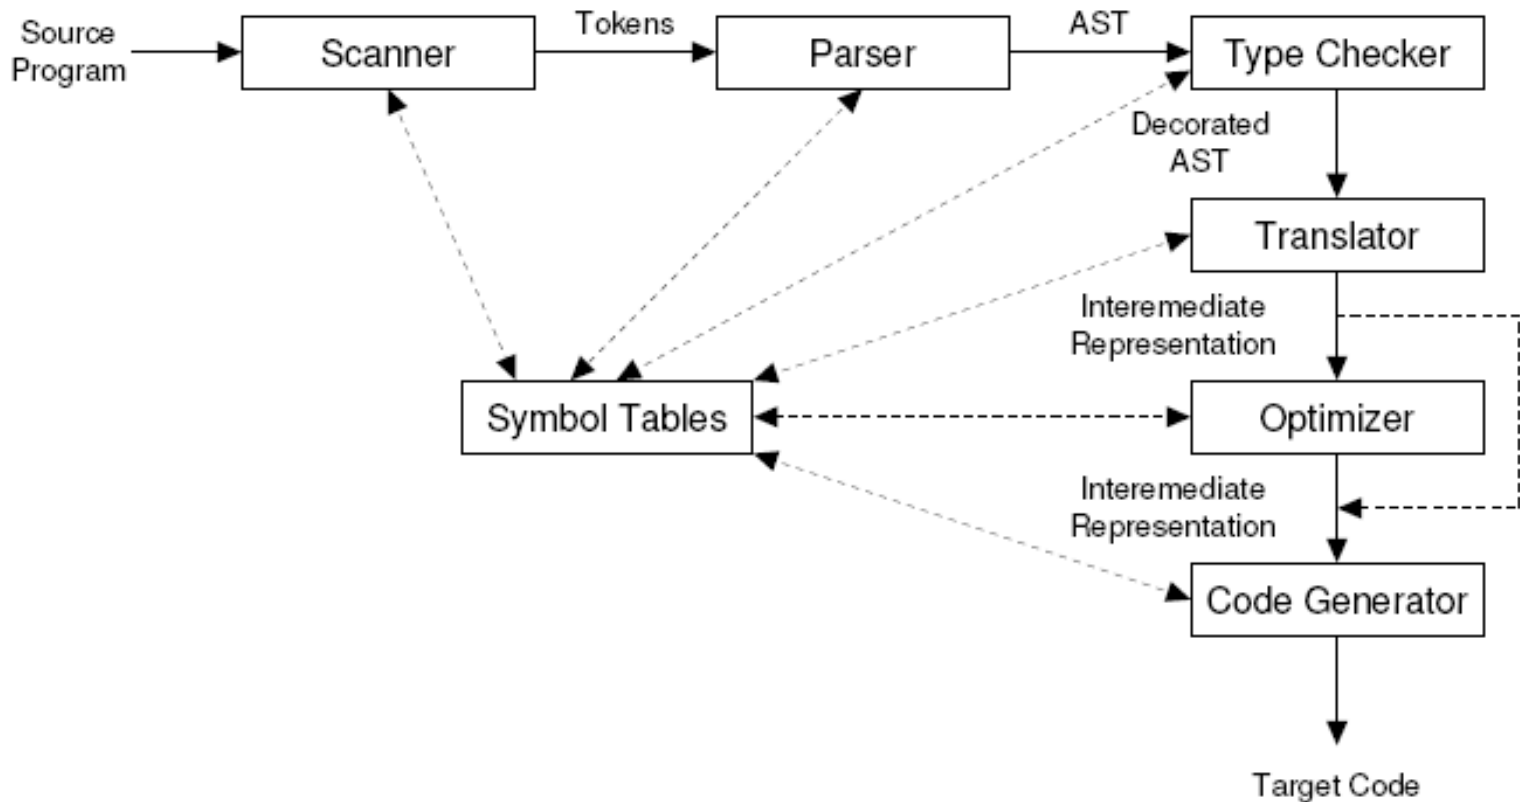 Source
Program
Scanner
Tokens
Parser
AST
Type Checker
Decorated
AST
Translator
Interemediate
Representation
Symbol Tables
Optimizer
Interemediate
Representation
Code Generator
Target Code